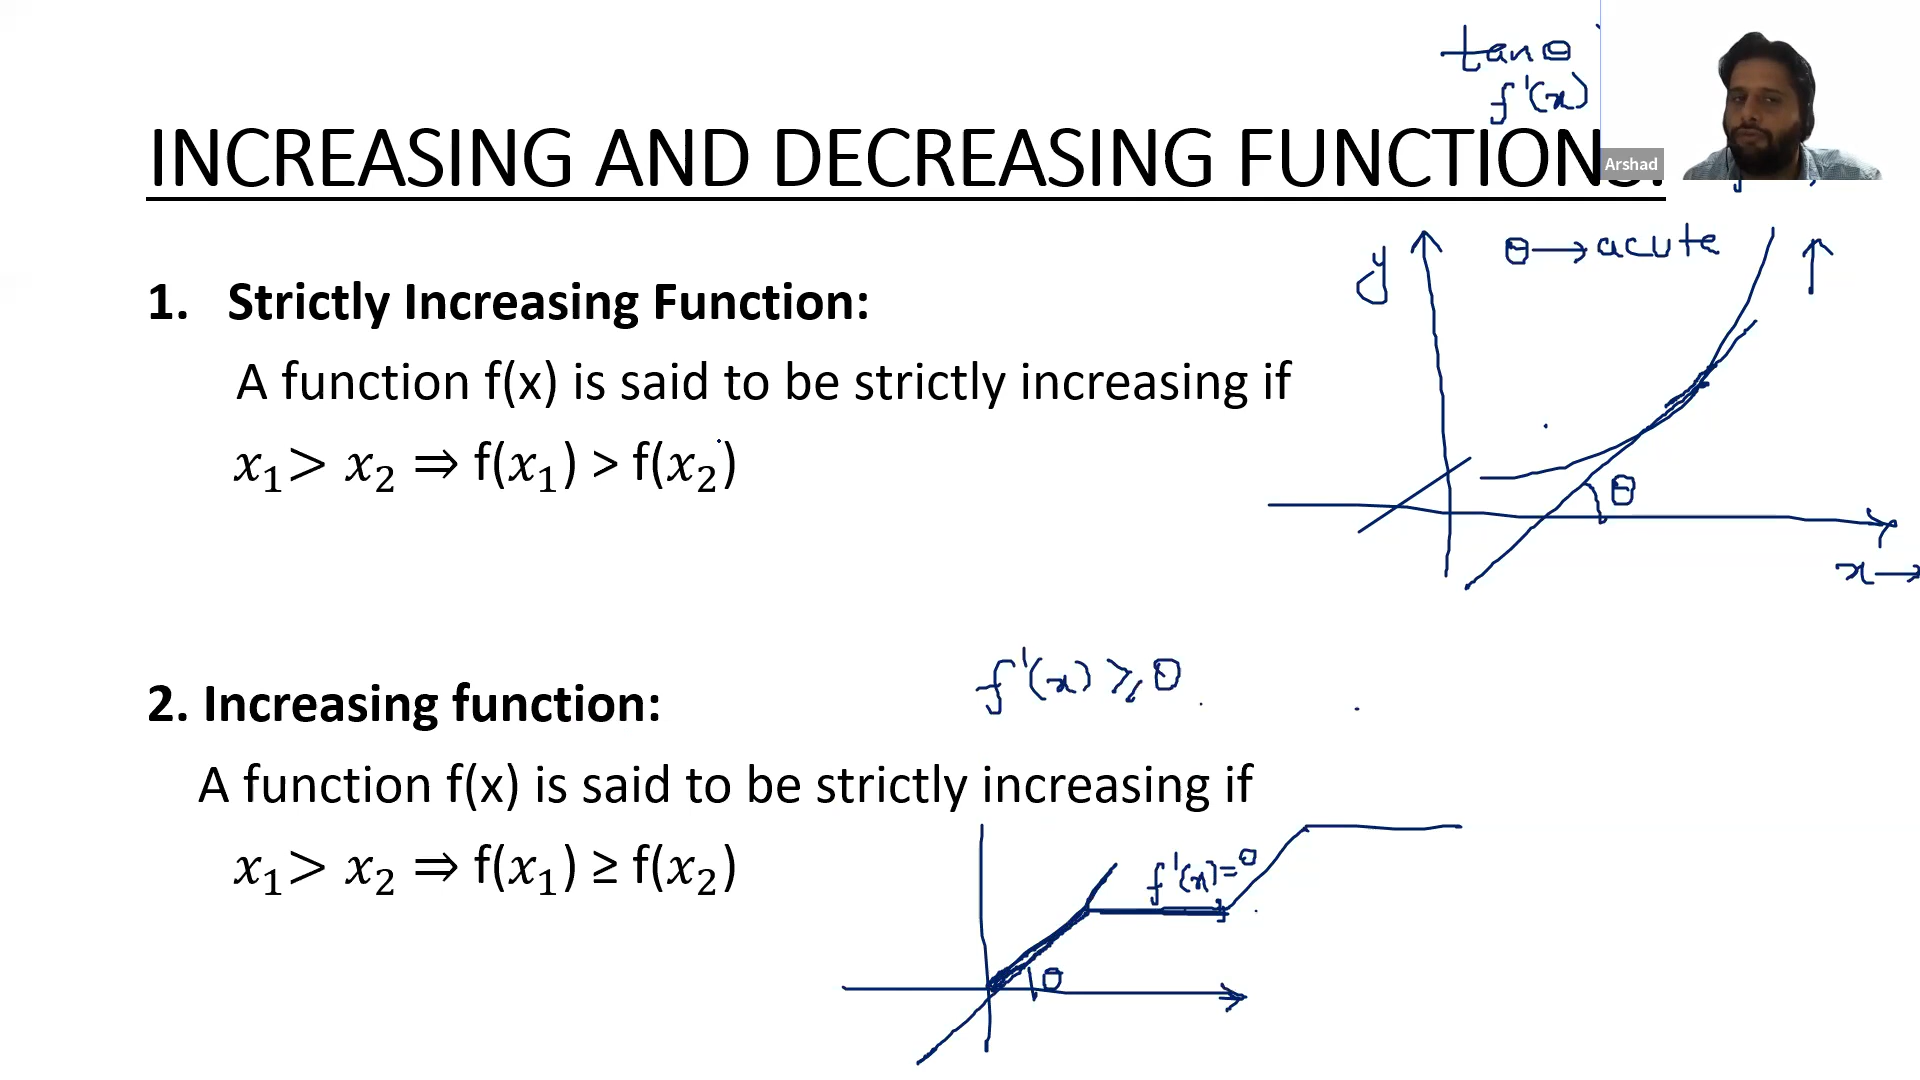 tanθ
f'(x)
INCREASING AND DECREASING FUNCTIONS:
Arshad
y
θ → acute
1. Strictly Increasing Function:
A function f(x) is said to be strictly increasing if
x₁> x₂ ⇒ f(x₁) > f(x₂)
θ
x →
f'(x) ≥ 0
2. Increasing function:
A function f(x) is said to be strictly increasing if
x₁> x₂ ⇒ f(x₁) ≥ f(x₂)
f'(x)=0
θ